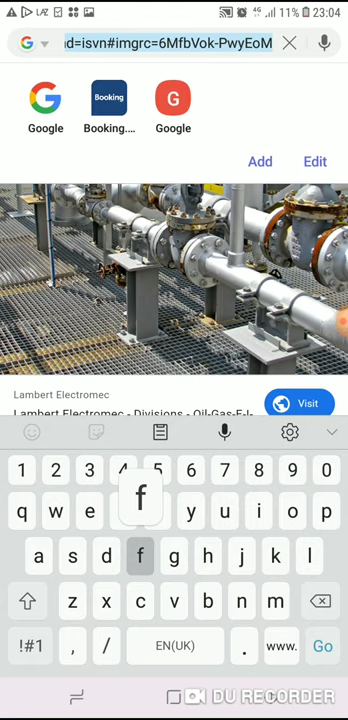 LAZ 4G 11% 23:04
G d=isvn#imgrc=6MfbVok-PwyEoM
G Booking G
Google Booking.... Google
Add Edit
Lambert Electromec
Visit
Lambert Electromec - Divisions - Oil-Gas-E-I-
1 2 3 4 5 6 7 8 9 0
f
q w e y u i o p
a s d f g h j k l
z x c v b n m
!#1 , / EN(UK) . www. Go
DU RECORDER